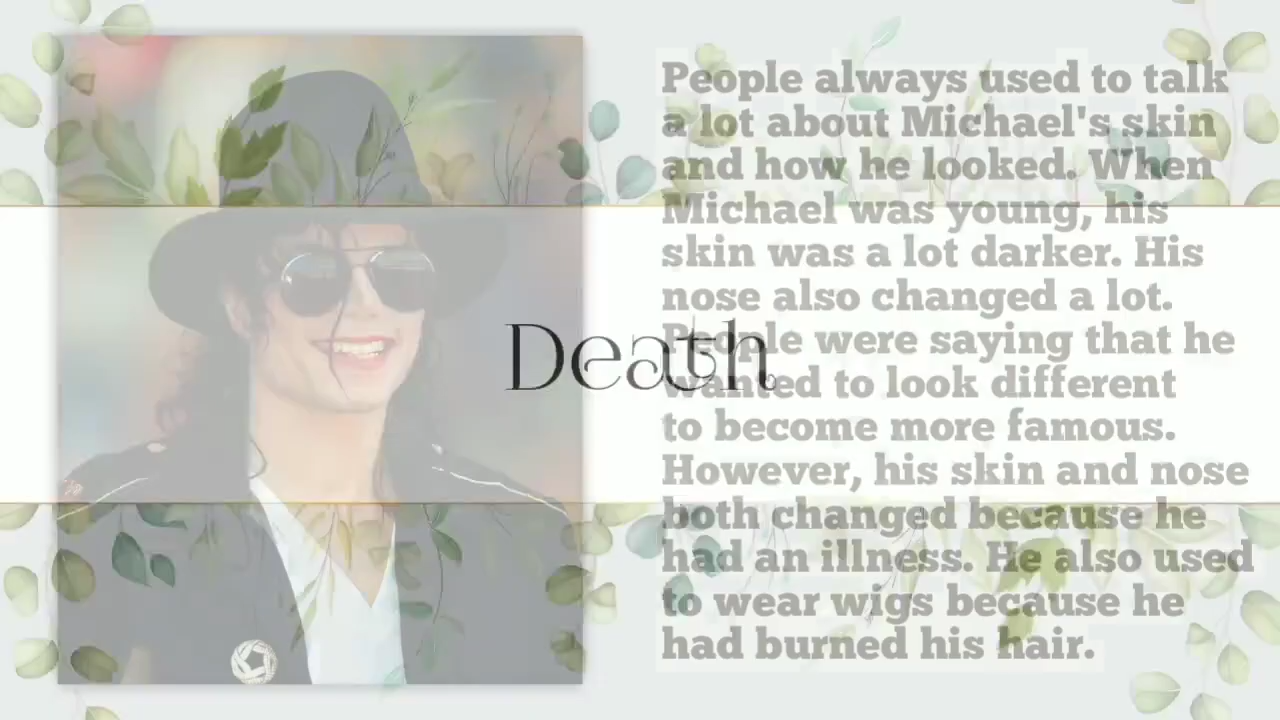 People always used to talk
a lot about Michael's skin
and how he looked. When
Michael was young, his
skin was a lot darker. His
nose also changed a lot.
People were saying that he
wanted to look different
to become more famous.
However, his skin and nose
both changed because he
had an illness. He also used
to wear wigs because he
had burned his hair.
Death